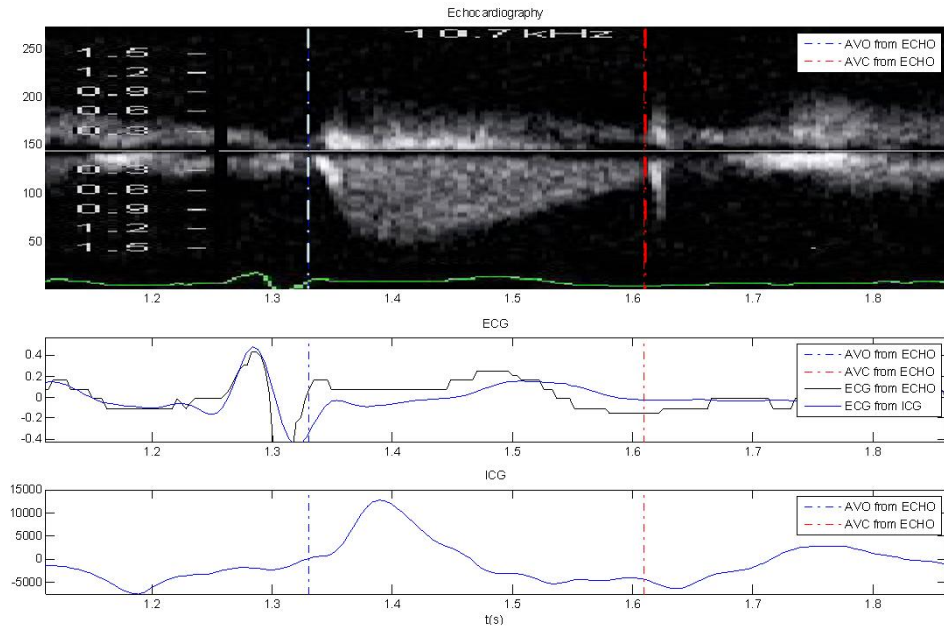 Echocardiography
250
200
150
100
50
10.7 kHz
1.5
1.2
0.9
0.6
0.3
0.3
0.6
0.9
1.2
1.5
AVO from ECHO
AVC from ECHO
1.2 1.3 1.4 1.5 1.6 1.7 1.8
ECG
0.4
0.2
0
-0.2
-0.4
AVO from ECHO
AVC from ECHO
ECG from ECHO
ECG from ICG
1.2 1.3 1.4 1.5 1.6 1.7 1.8
ICG
15000
10000
5000
0
-5000
AVO from ECHO
AVC from ECHO
1.2 1.3 1.4 1.5 1.6 1.7 1.8
t(s)